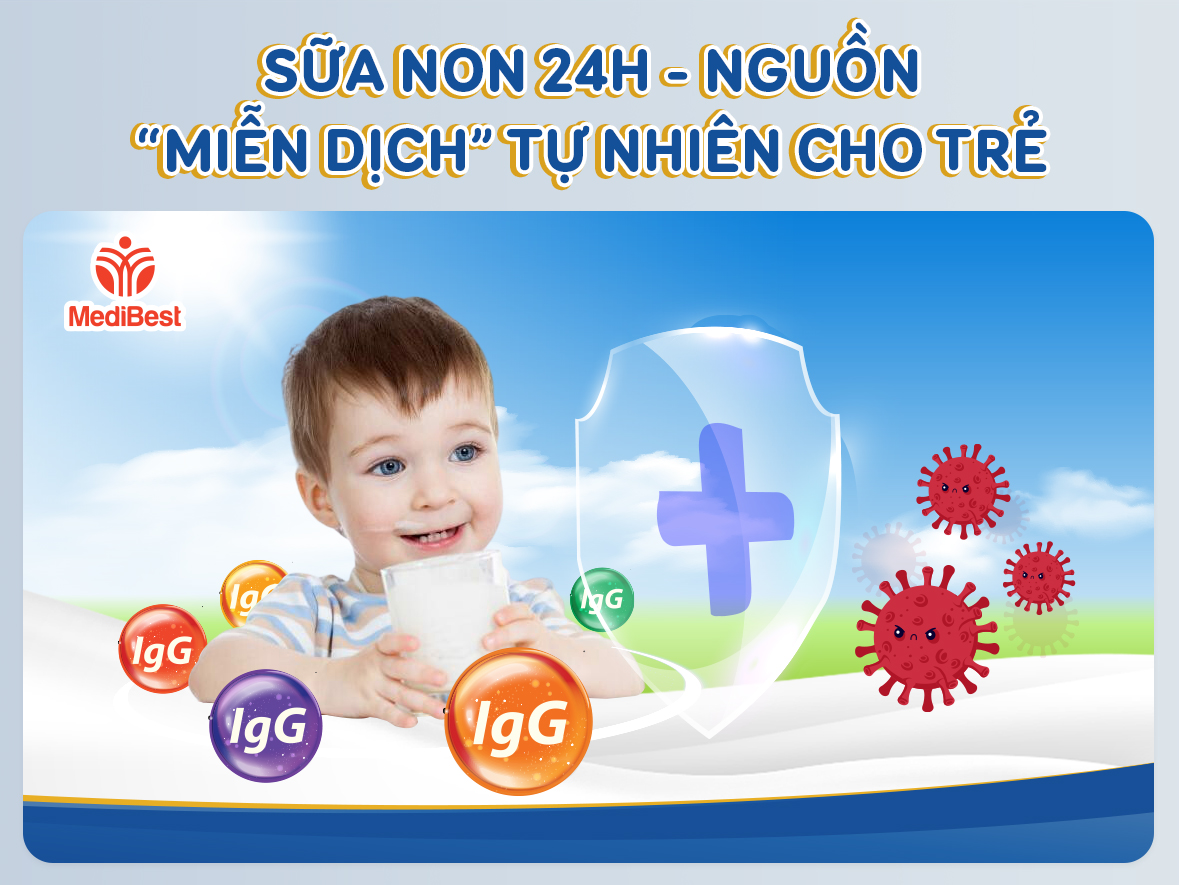 SỮA NON 24H - NGUỒN
“MIỄN DỊCH” TỰ NHIÊN CHO TRẺ
MediBest
IgG
IgG
IgG
IgG
IgG